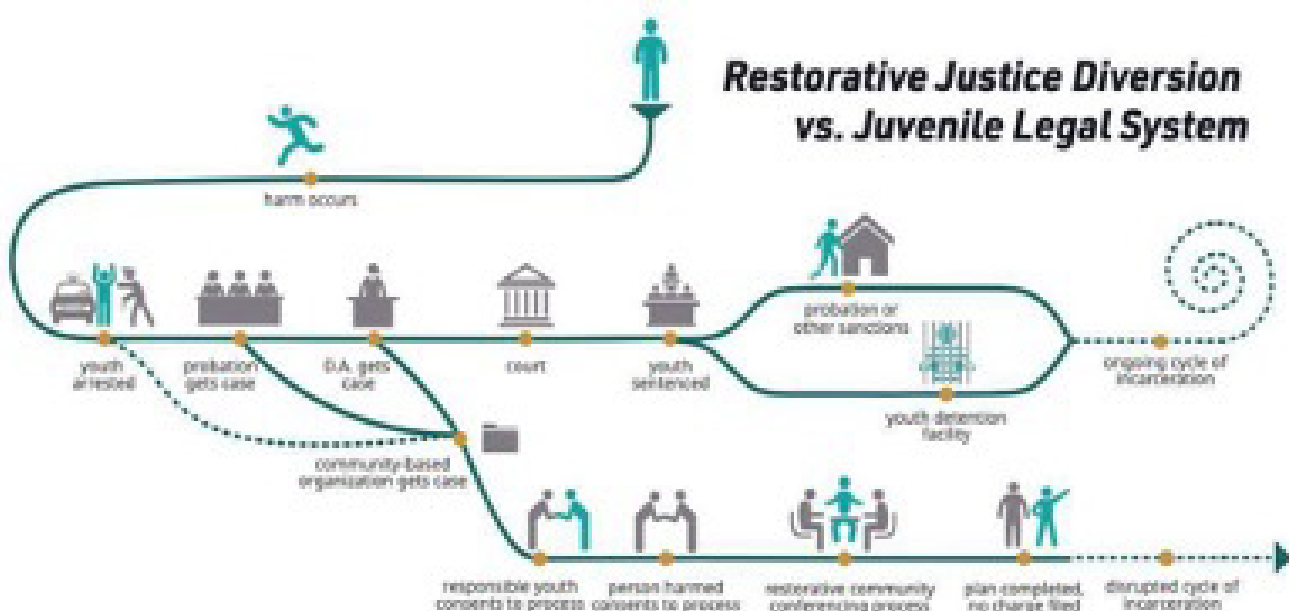 Restorative Justice Diversion
vs. Juvenile Legal System
harm occurs
youth
arrested
probation
gets case
D.A. gets
case
court
youth
sentenced
probation or
other sanctions
youth detention
facility
ongoing cycle of
incarceration
community-based
organization gets case
responsible youth
consents to process
person harmed
consents to process
restorative community
conferencing process
plan completed,
no charge filed
disrupted cycle of
incarceration